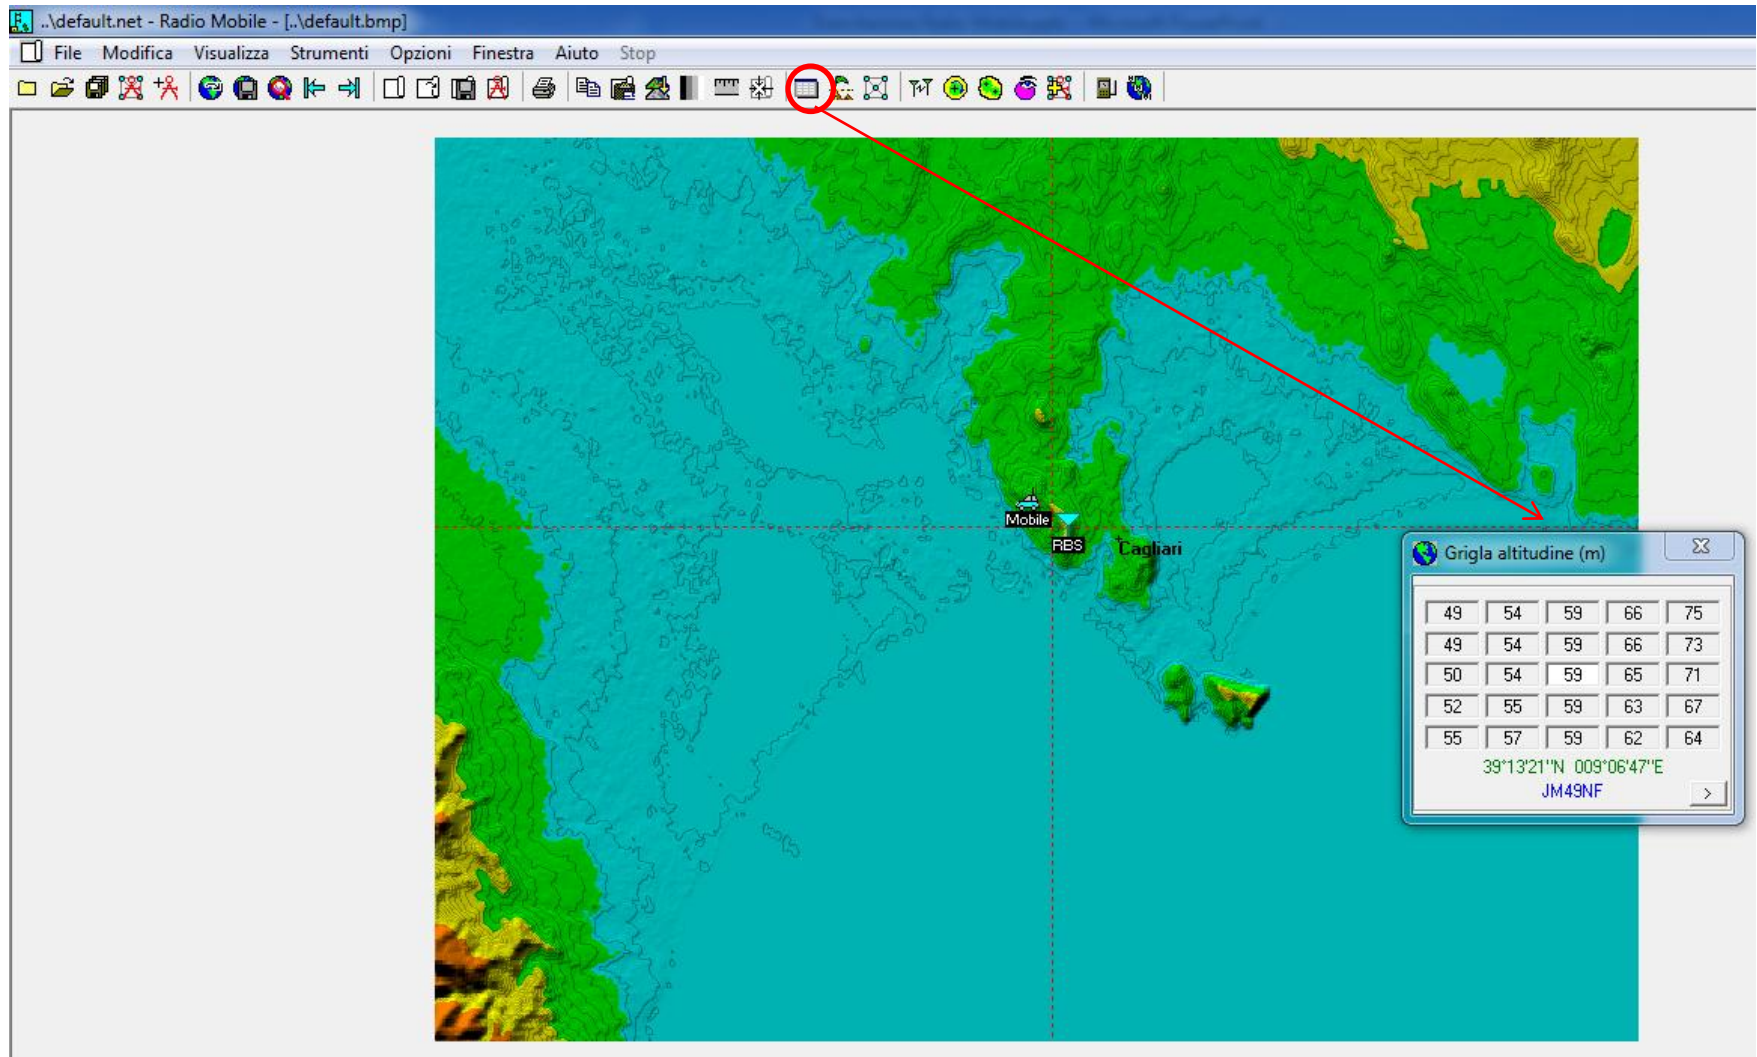 ..\default.net - Radio Mobile - [..\default.bmp]
File Modifica Visualizza Strumenti Opzioni Finestra Aiuto Stop
Mobile
RBS
Cagliari
Grigla altitudine (m)
49 54 59 66 75
49 54 59 66 73
50 54 59 65 71
52 55 59 63 67
55 57 59 62 64
39°13'21"N 009°06'47"E
JM49NF
>